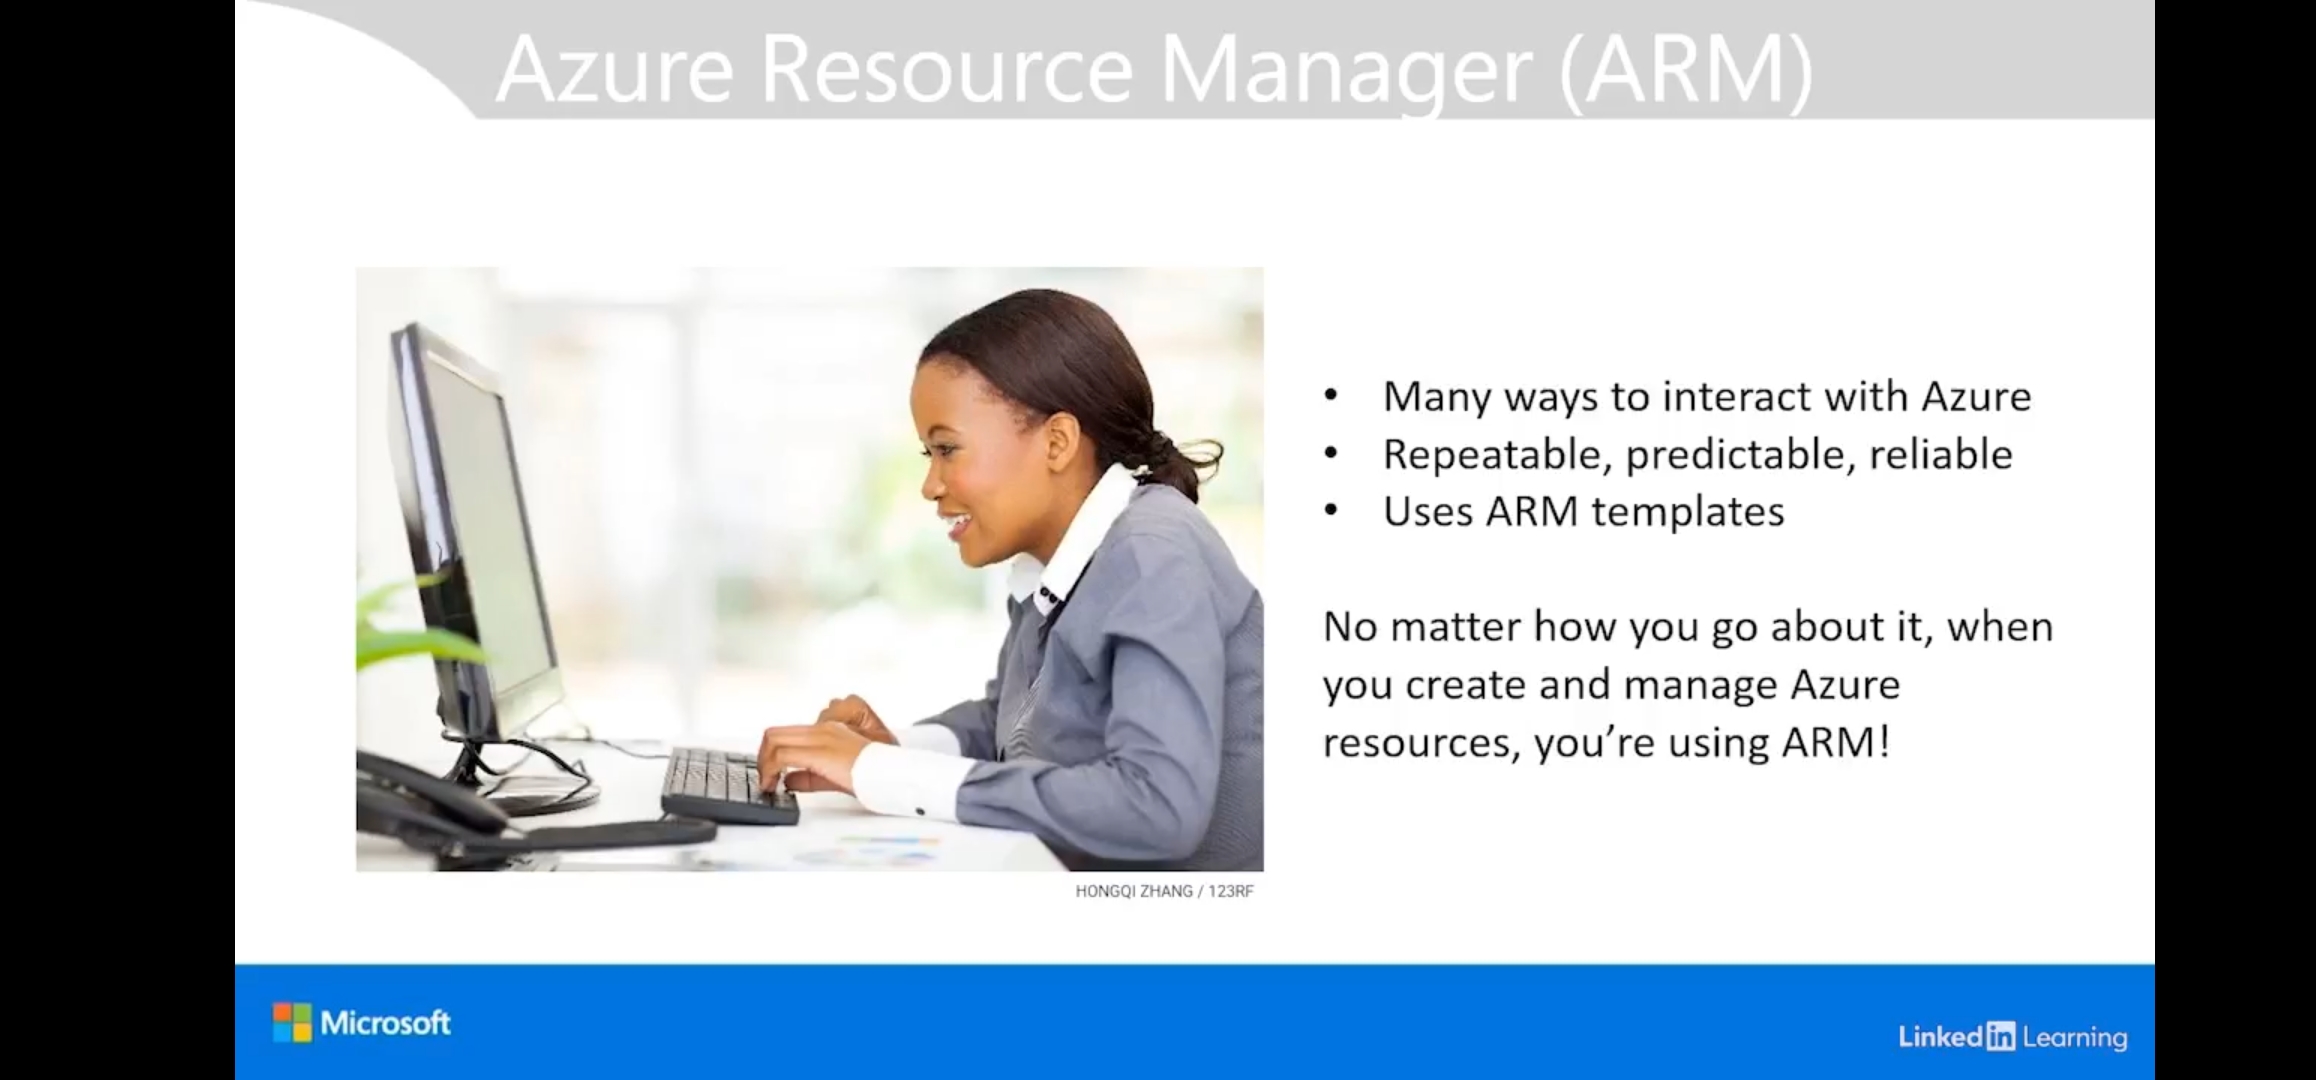 Azure Resource Manager (ARM)
• Many ways to interact with Azure
• Repeatable, predictable, reliable
• Uses ARM templates
No matter how you go about it, when
you create and manage Azure
resources, you’re using ARM!
HONGQI ZHANG / 123RF
Microsoft
Linked in Learning